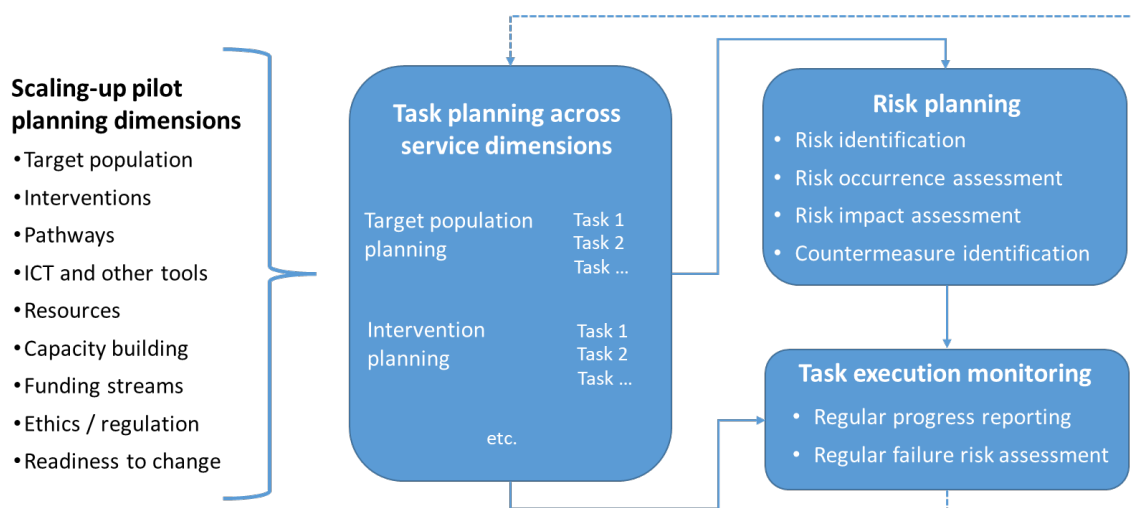 Scaling-up pilot
planning dimensions
•Target population
•Interventions
•Pathways
•ICT and other tools
•Resources
•Capacity building
•Funding streams
•Ethics / regulation
•Readiness to change
Task planning across
service dimensions
Target population
planning
Task 1
Task 2
Task ...
Intervention
planning
Task 1
Task 2
Task ...
etc.
Risk planning
• Risk identification
• Risk occurrence assessment
• Risk impact assessment
• Countermeasure identification
Task execution monitoring
• Regular progress reporting
• Regular failure risk assessment